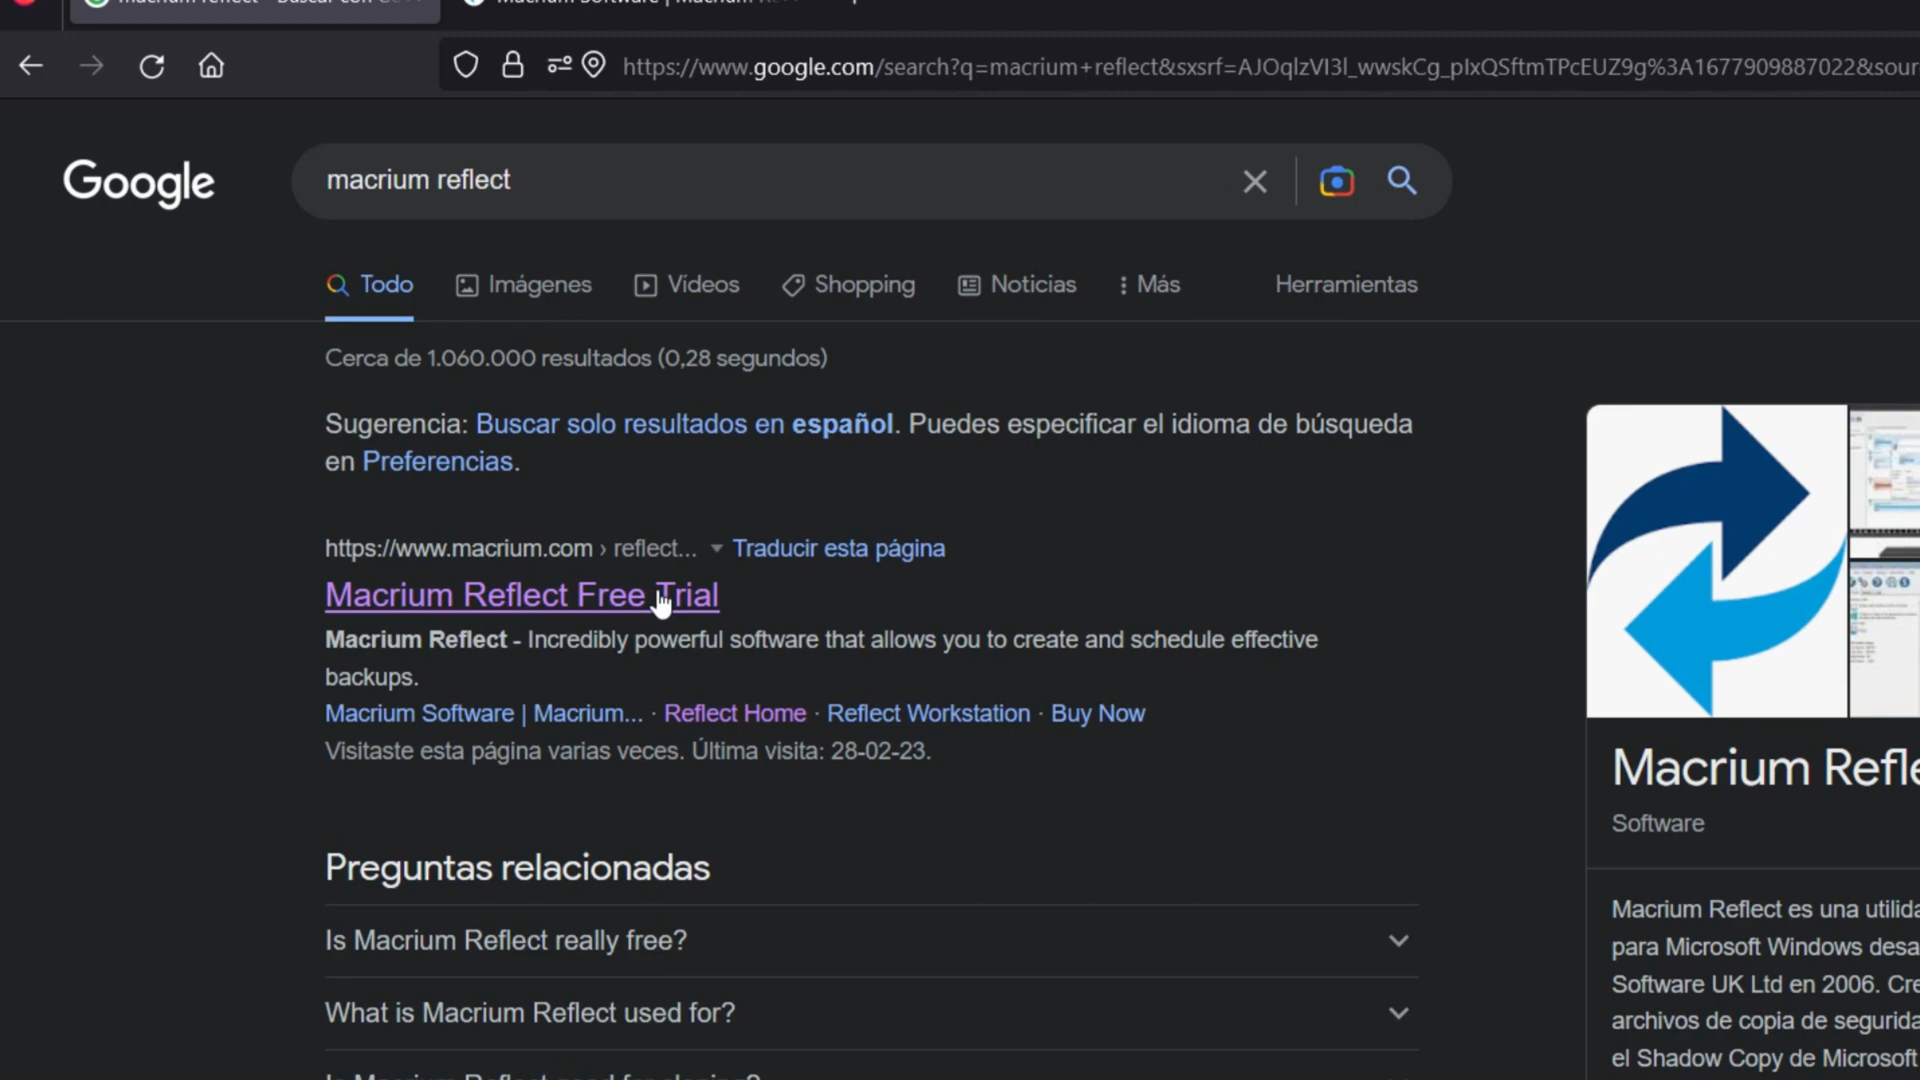 https://www.google.com/search?q=macrium+reflect&sxsrf=AJOqlzVI3l_wwskCg_pIxQSftmTPcEUZ9g%3A1677909887022&sour
Google
macrium reflect
Todo Imágenes Videos Shopping Noticias Más Herramientas
Cerca de 1.060.000 resultados (0,28 segundos)
Sugerencia: Buscar solo resultados en español. Puedes especificar el idioma de búsqueda
en Preferencias.
https://www.macrium.com › reflect... Traducir esta página
Macrium Reflect Free Trial
Macrium Reflect - Incredibly powerful software that allows you to create and schedule effective
backups.
Macrium Software | Macrium... · Reflect Home · Reflect Workstation · Buy Now
Visitaste esta página varias veces. Última visita: 28-02-23.
Preguntas relacionadas
Is Macrium Reflect really free?
What is Macrium Reflect used for?
Macrium Refle
Software
Macrium Reflect es una utilida
para Microsoft Windows desa
Software UK Ltd en 2006. Cre
archivos de copia de segurida
el Shadow Copy de Microsoft